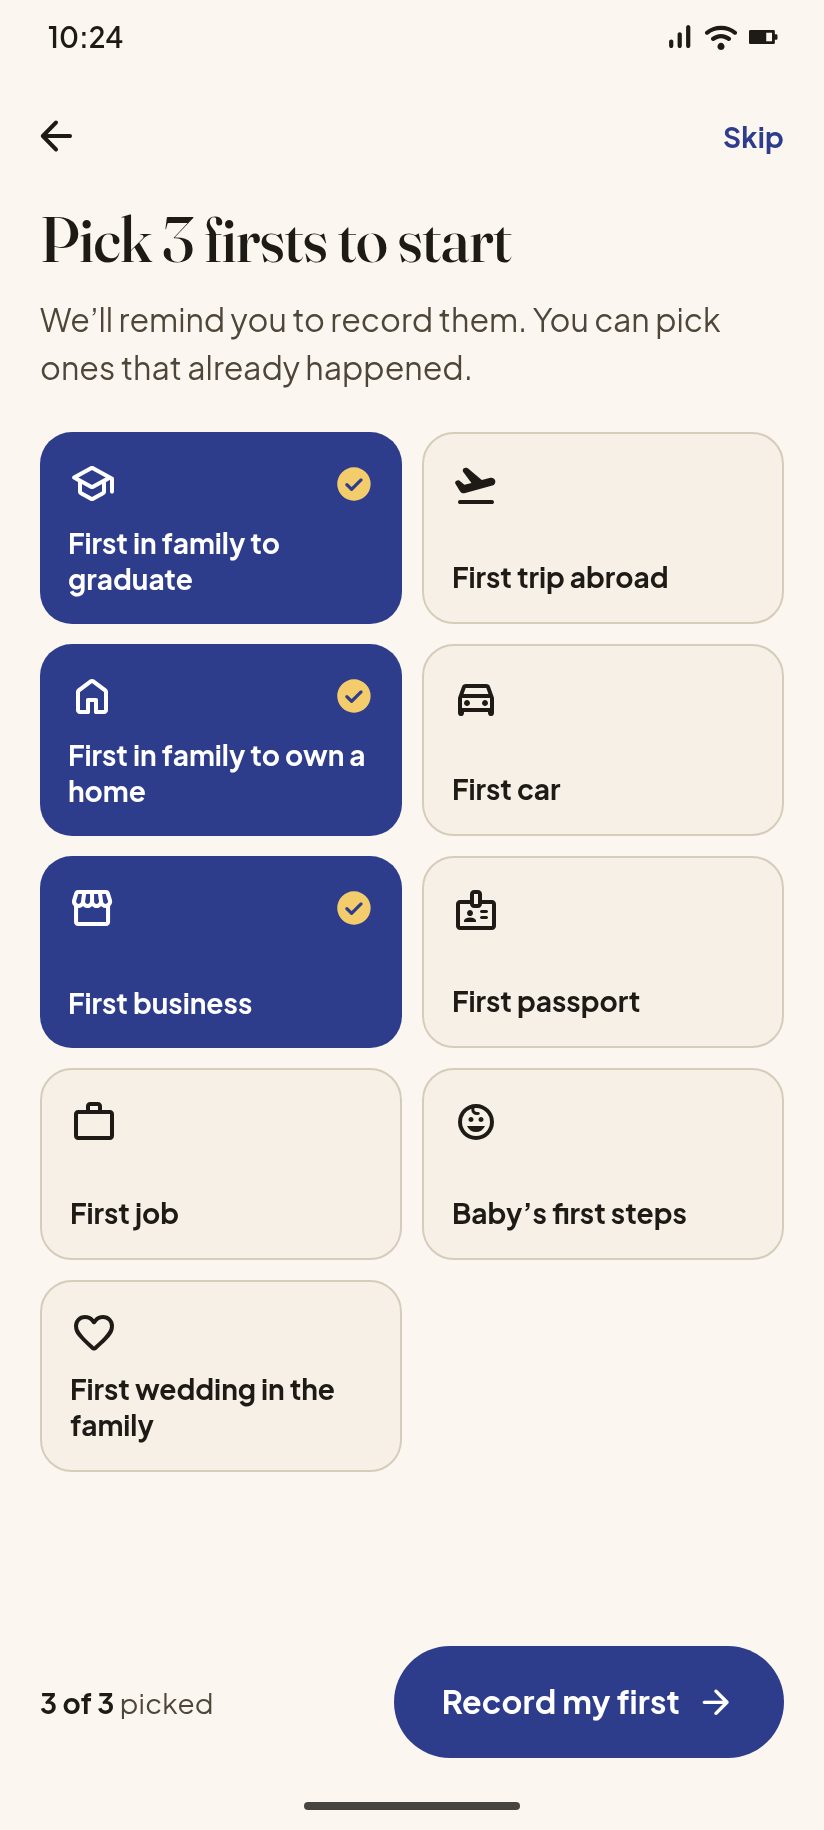 10:24
Skip
Pick 3 firsts to start
We’ll remind you to record them. You can pick
ones that already happened.
First in family to
graduate
First trip abroad
First in family to own a
home
First car
First business
First passport
First job
Baby’s first steps
First wedding in the
family
3 of 3 picked
Record my first